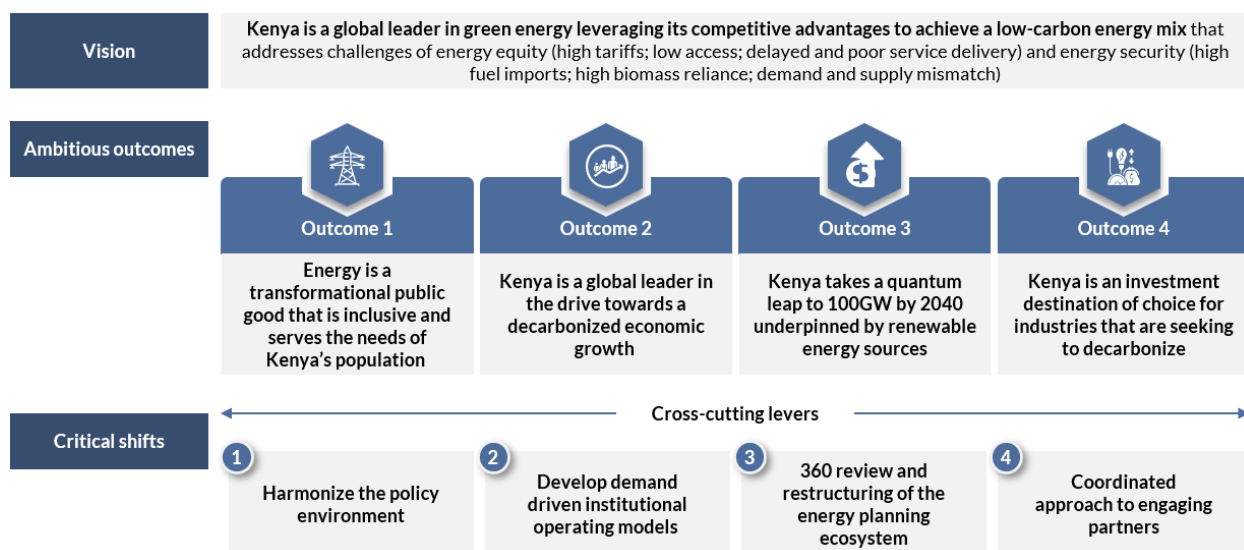 Vision
Kenya is a global leader in green energy leveraging its competitive advantages to achieve a low-carbon energy mix that
addresses challenges of energy equity (high tariffs; low access; delayed and poor service delivery) and energy security (high
fuel imports; high biomass reliance; demand and supply mismatch)
Ambitious outcomes
Outcome 1
Energy is a
transformational public
good that is inclusive and
serves the needs of
Kenya's population
Outcome 2
Kenya is a global leader in
the drive towards a
decarbonized economic
growth
Outcome 3
Kenya takes a quantum
leap to 100GW by 2040
underpinned by renewable
energy sources
Outcome 4
Kenya is an investment
destination of choice for
industries that are seeking
to decarbonize
Critical shifts
Cross-cutting levers
1
Harmonize the policy
environment
2
Develop demand
driven institutional
operating models
3
360 review and
restructuring of the
energy planning
ecosystem
4
Coordinated
approach to engaging
partners